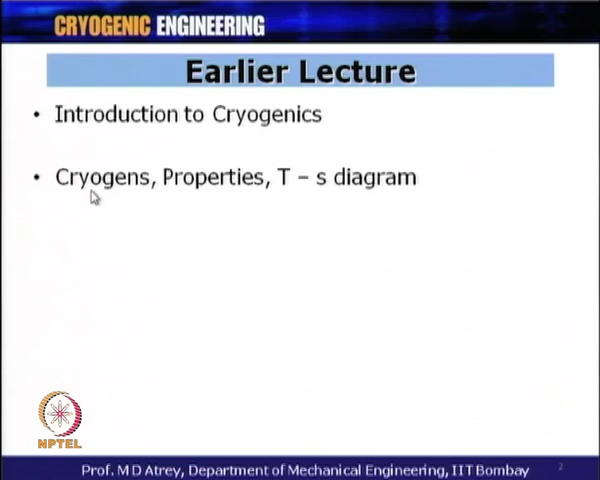 CRYOGENIC ENGINEERING
Earlier Lecture
• Introduction to Cryogenics
• Cryogens, Properties, T – s diagram
NPTEL
Prof. M D Atrey, Department of Mechanical Engineering, IIT Bombay
2